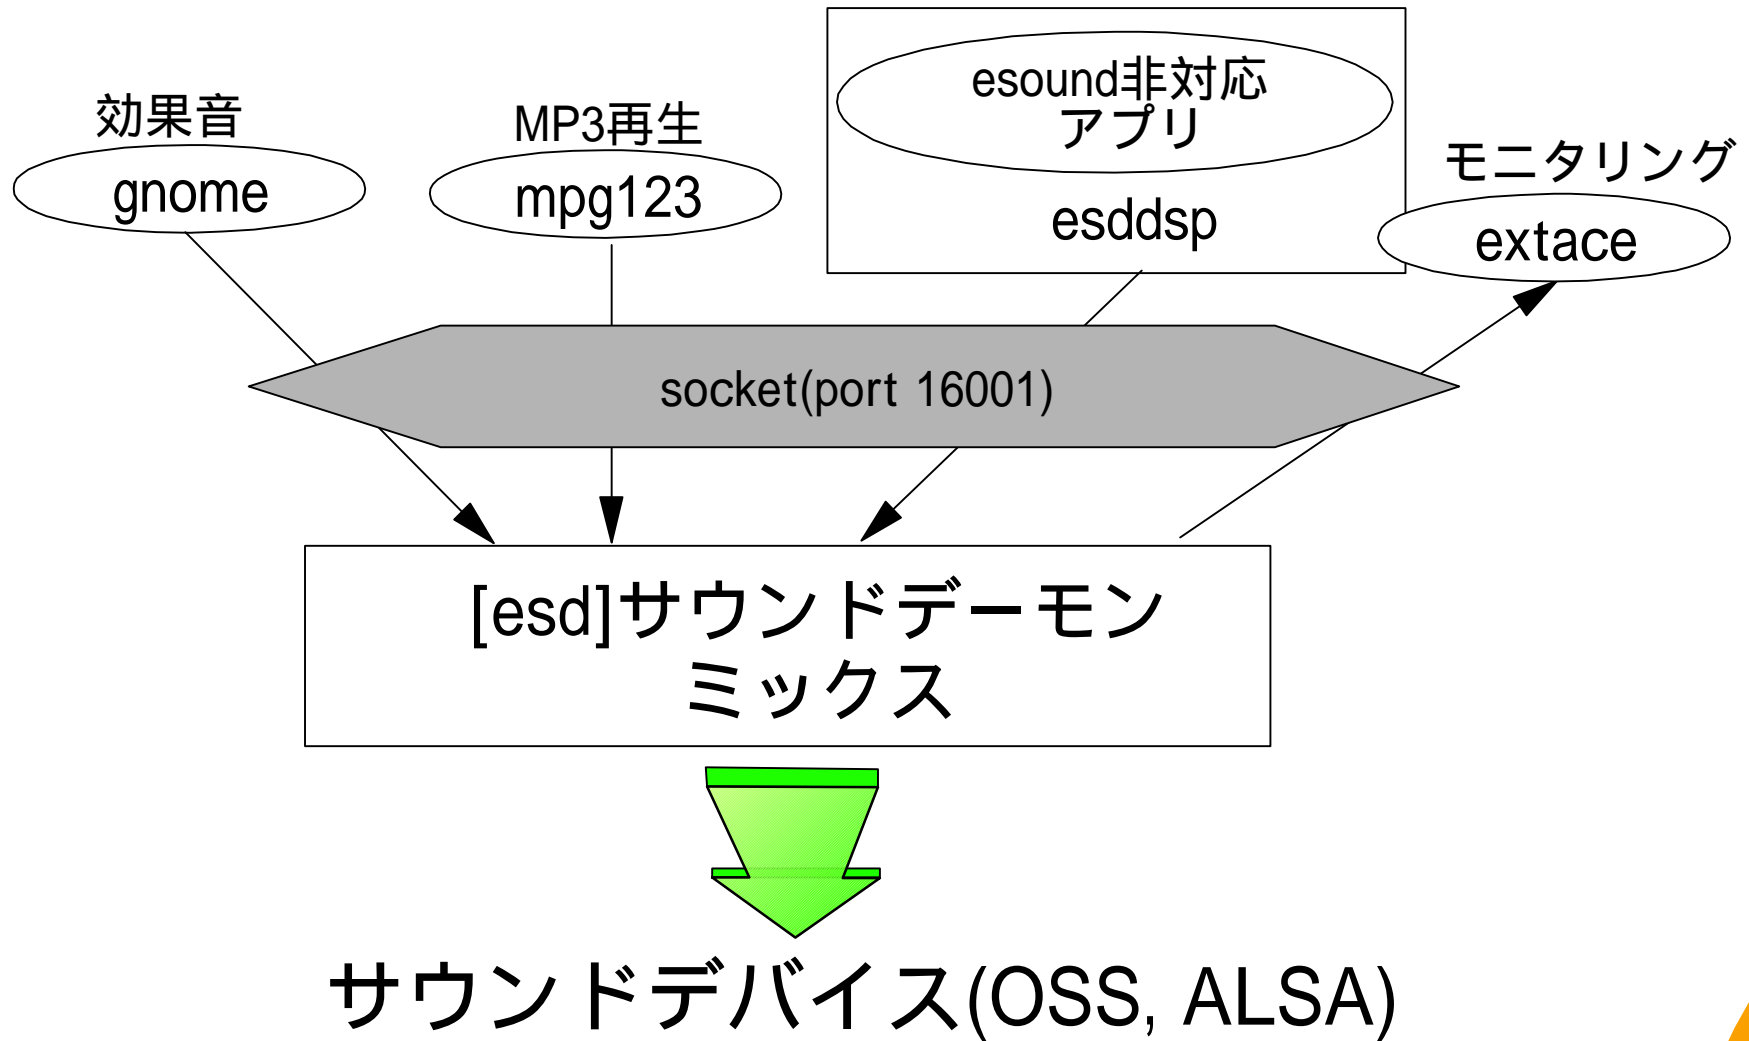 効果音
gnome
MP3再生
mpg123
esound非対応
アプリ
esddsp
モニタリング
extace
socket(port 16001)
[esd]サウンドデーモン
ミックス
サウンドデバイス(OSS, ALSA)